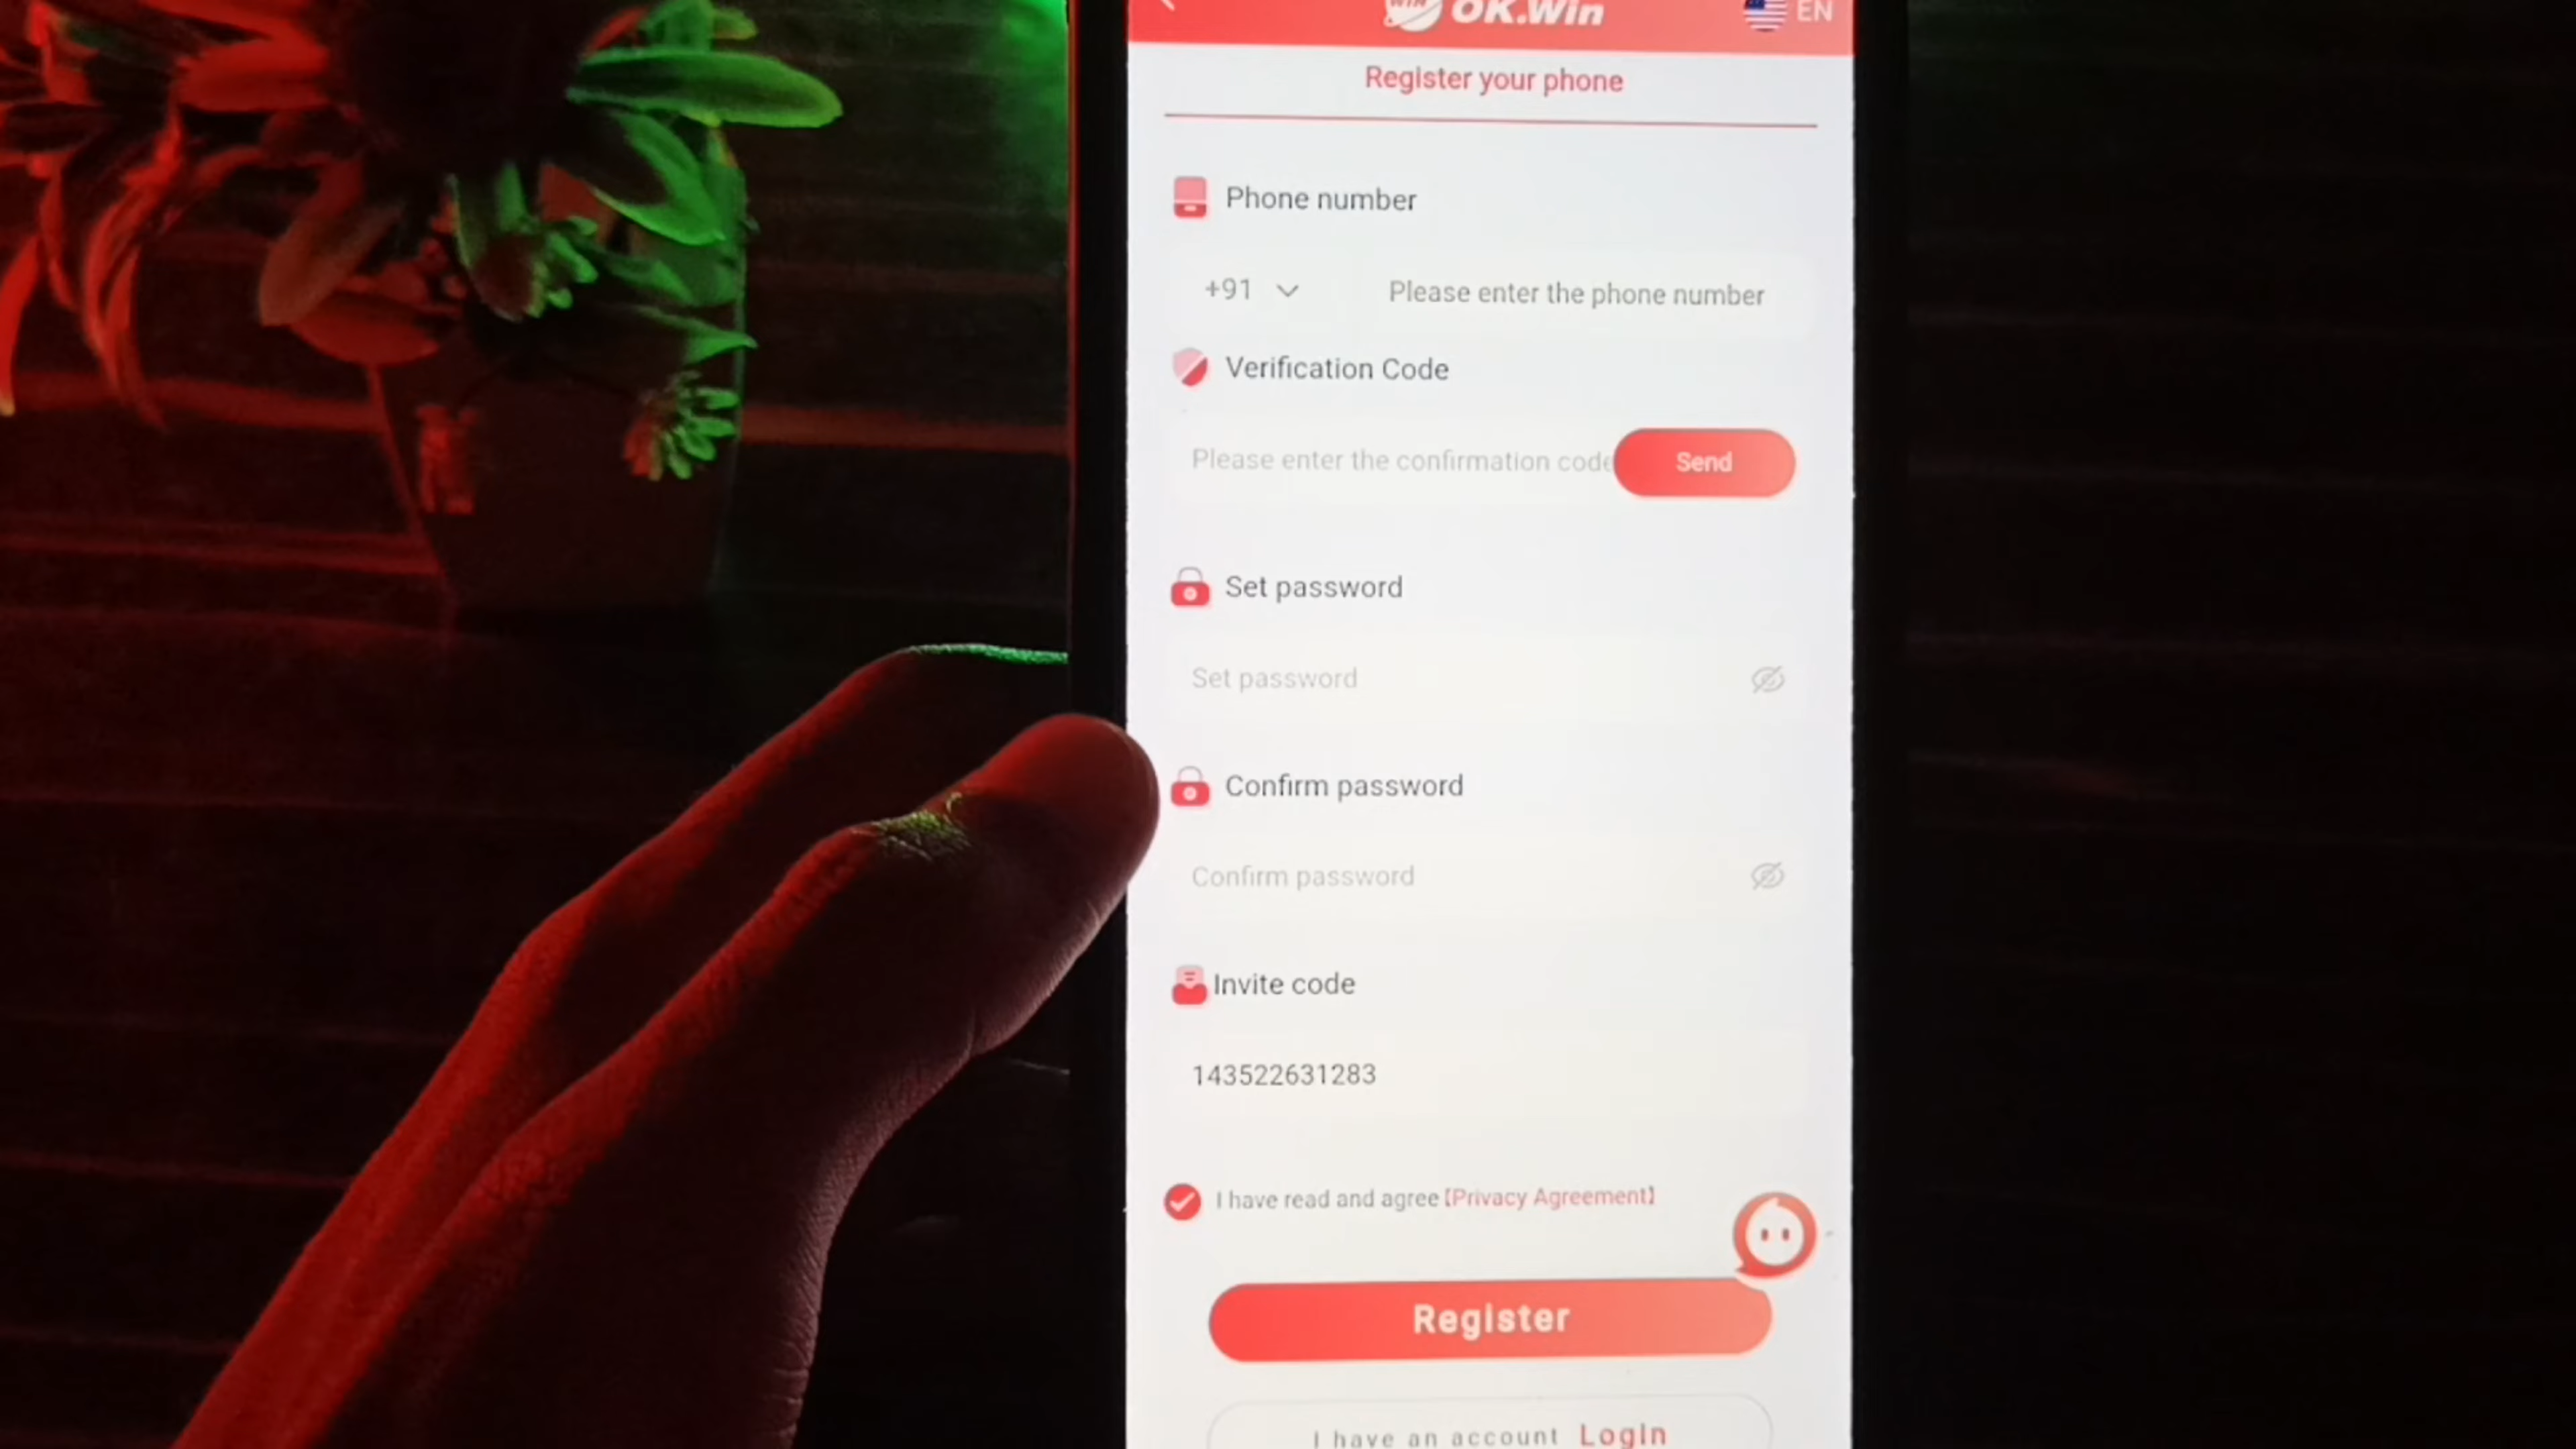 WIN OK.Win EN
Register your phone
Phone number
+91 Please enter the phone number
Verification Code
Please enter the confirmation code Send
Set password
Set password
Confirm password
Confirm password
Invite code
143522631283
I have read and agree【Privacy Agreement】
Register
I have an account Login